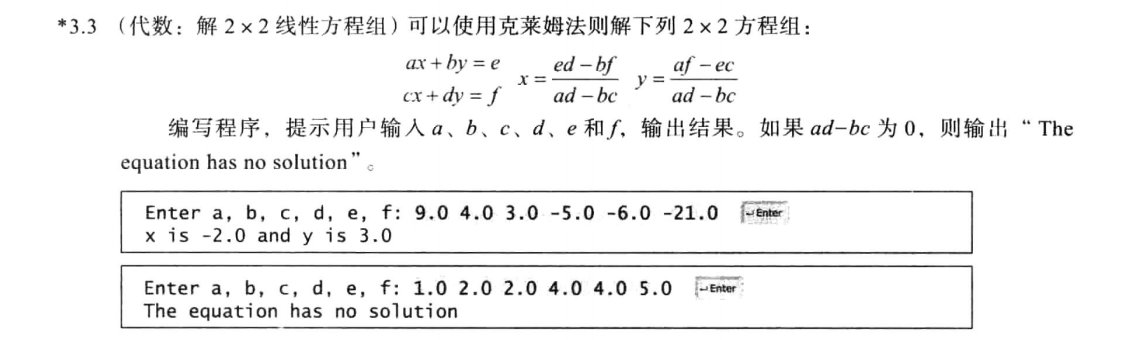 *3.3 （代数：解 2 × 2 线性方程组）可以使用克莱姆法则解下列 2 × 2 方程组：
ax + by = e
cx + dy = f
x = (ed – bf) / (ad – bc) y = (af – ec) / (ad – bc)
编写程序，提示用户输入 a、b、c、d、e 和 f，输出结果。如果 ad–bc 为 0，则输出 “ The
equation has no solution”。
Enter a, b, c, d, e, f: 9.0 4.0 3.0 -5.0 -6.0 -21.0 ↵Enter
x is -2.0 and y is 3.0
Enter a, b, c, d, e, f: 1.0 2.0 2.0 4.0 4.0 5.0 ↵Enter
The equation has no solution